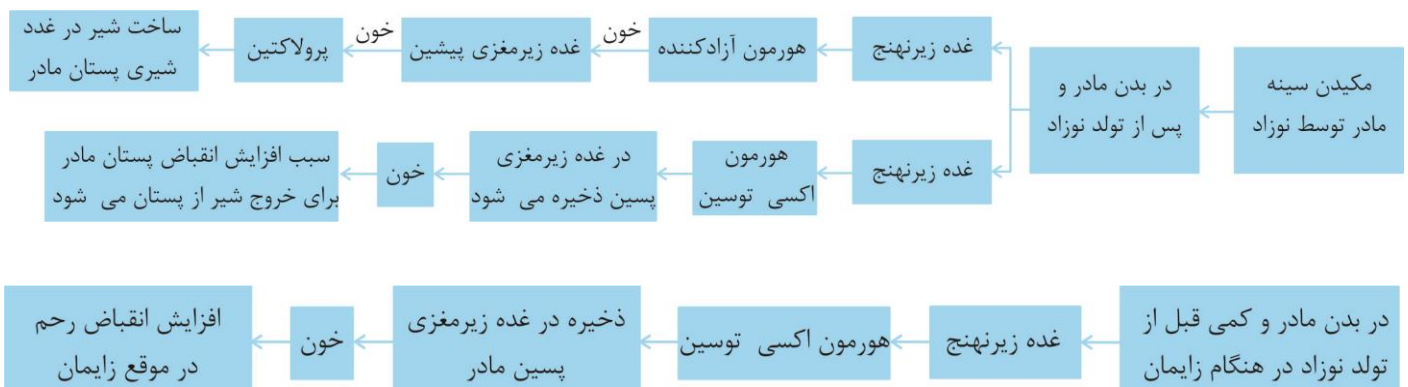 مکیدن سینه
مادر توسط نوزاد
در بدن مادر و
پس از تولد نوزاد
غده زیرنهنج
هورمون آزادکننده
خون
غده زیرمغزی پیشین
خون
پرولاکتین
ساخت شیر در غدد
شیری پستان مادر
غده زیرنهنج
هورمون
اکسی توسین
در غده زیرمغزی
پسین ذخیره می شود
خون
سبب افزایش انقباض پستان مادر
برای خروج شیر از پستان می شود
در بدن مادر و کمی قبل از
تولد نوزاد در هنگام زایمان
غده زیرنهنج
هورمون اکسی توسین
ذخیره در غده زیرمغزی
پسین مادر
خون
افزایش انقباض رحم
در موقع زایمان